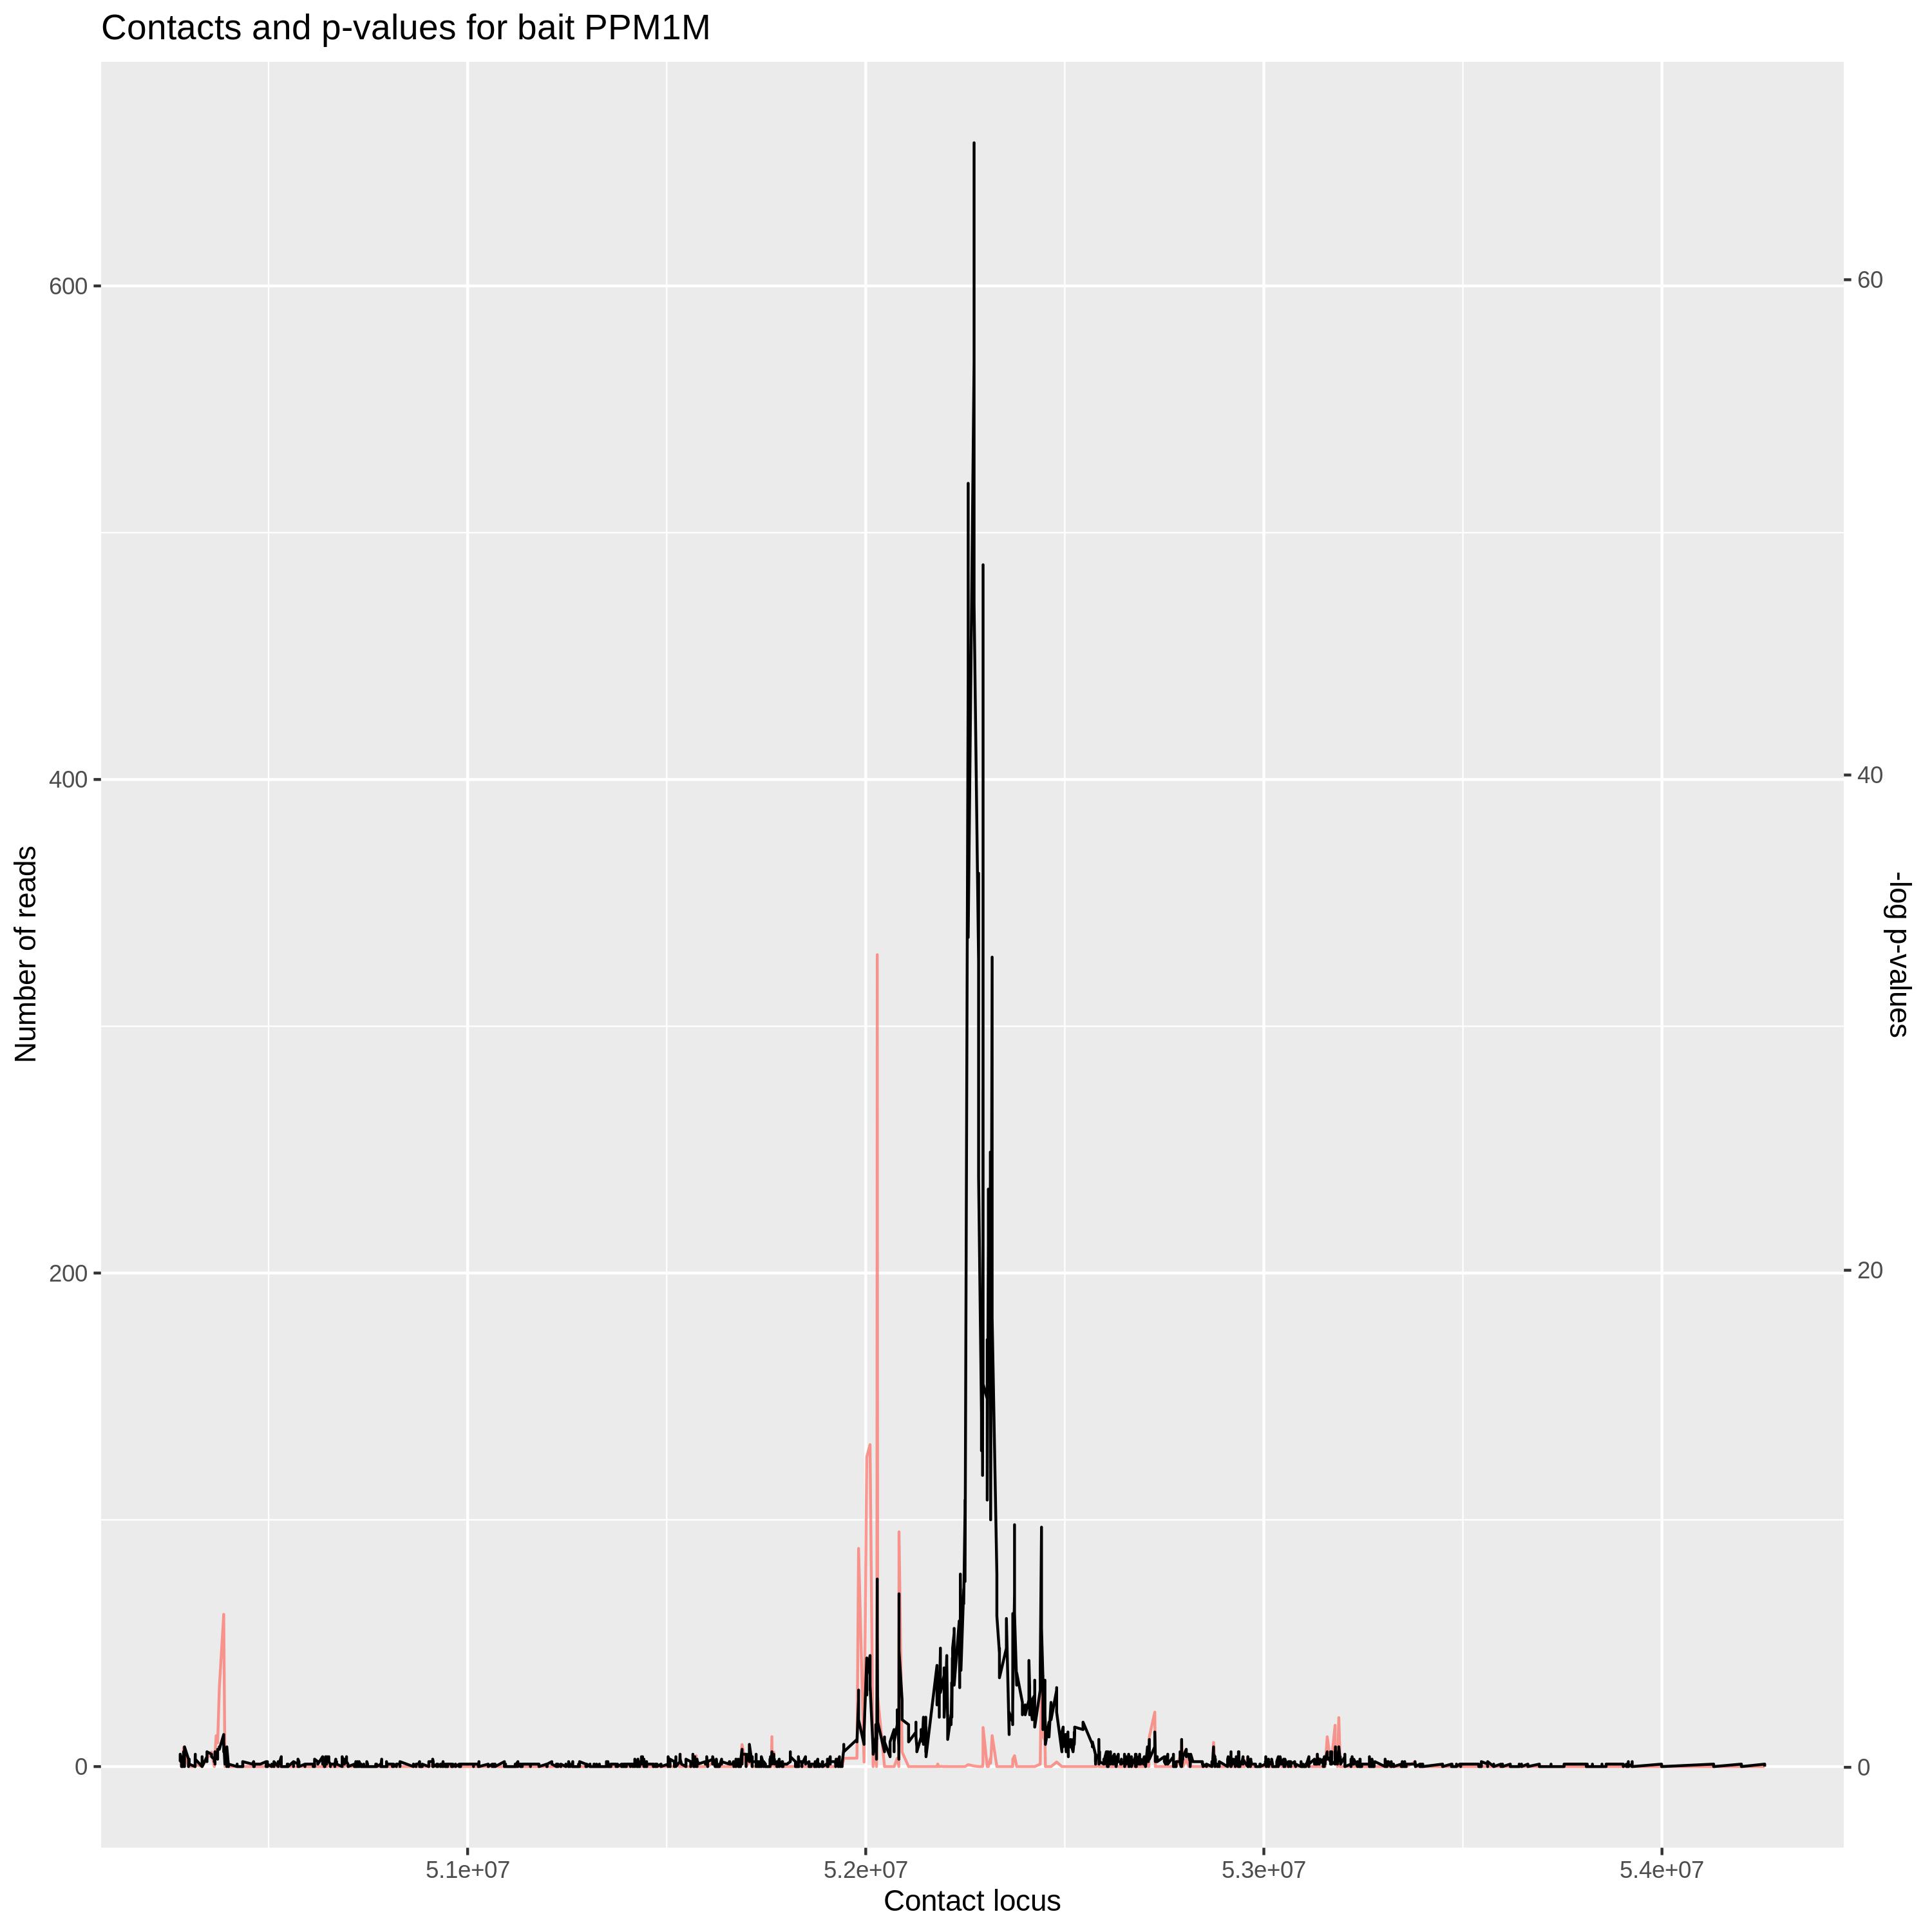 Contacts and p-values for bait PPM1M
600
400
200
0
60
40
20
0
Number of reads
-log p-values
5.1e+07
5.2e+07
5.3e+07
5.4e+07
Contact locus